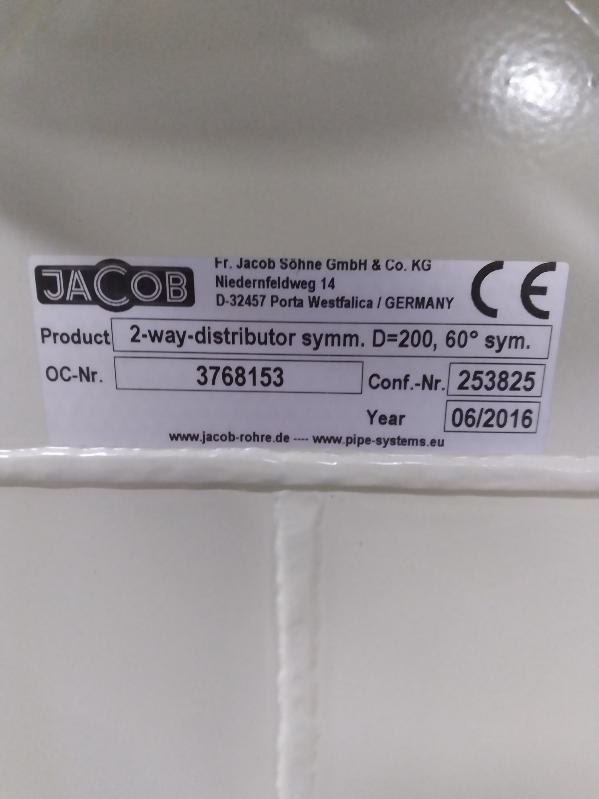 JACOB
Fr. Jacob Söhne GmbH & Co. KG
Niedernfeldweg 14
D-32457 Porta Westfalica / GERMANY
CE
Product 2-way-distributor symm. D=200, 60° sym.
OC-Nr. 3768153 Conf.-Nr. 253825
Year 06/2016
www.jacob-rohre.de ---- www.pipe-systems.eu